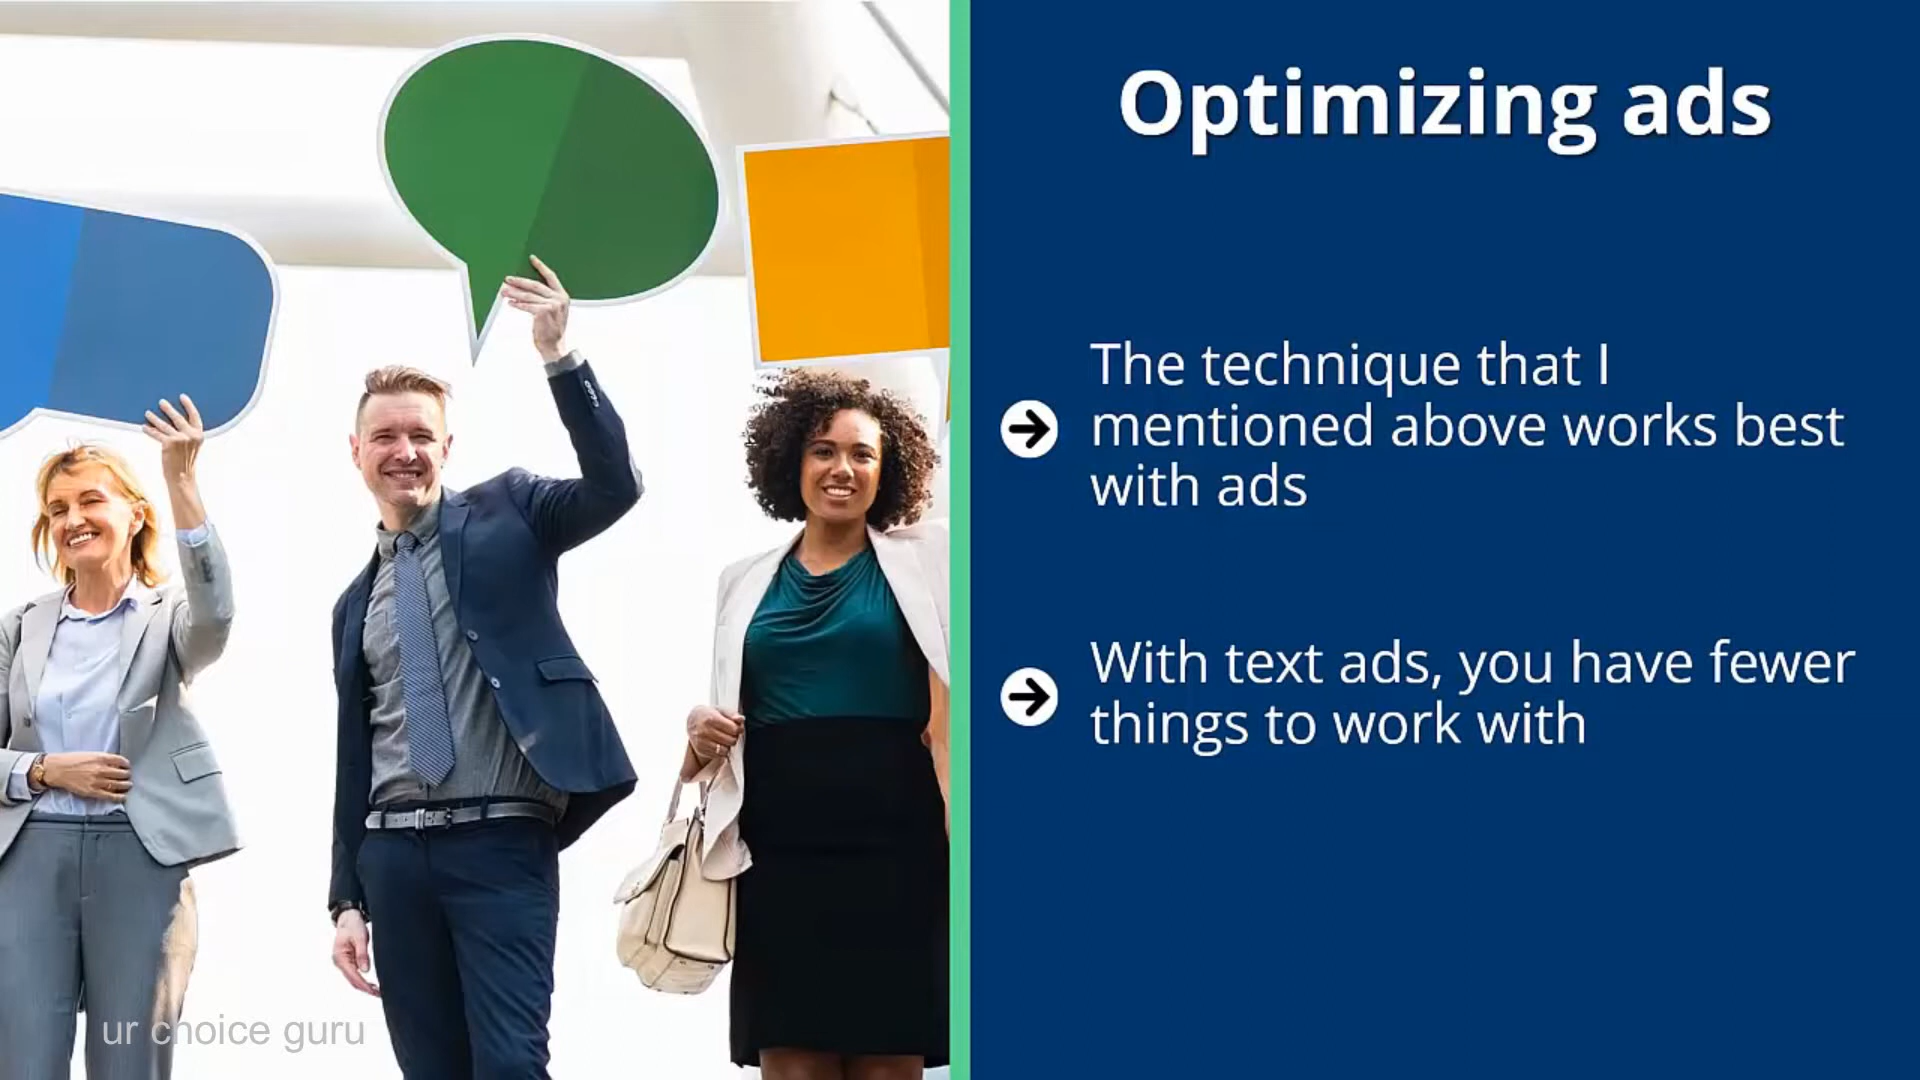 Optimizing ads
The technique that I
mentioned above works best
with ads
With text ads, you have fewer
things to work with
ur choice guru